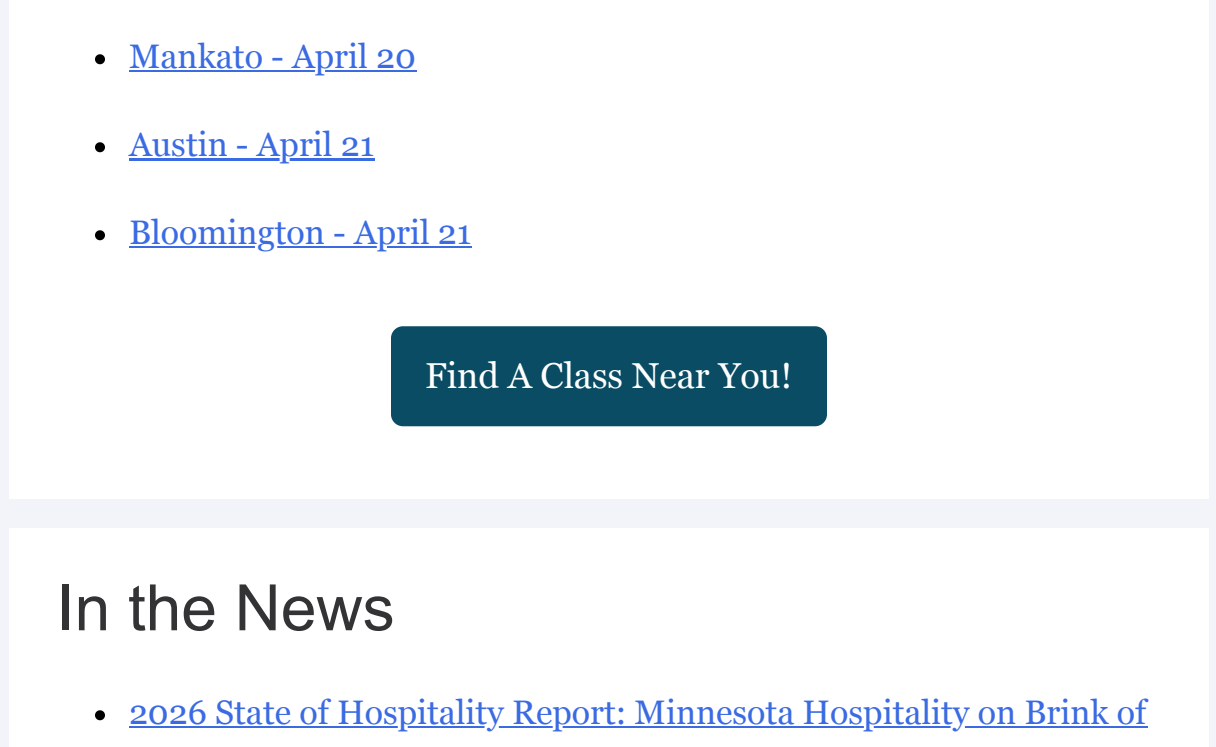 Mankato - April 20
Austin - April 21
Bloomington - April 21
Find A Class Near You!
In the News
2026 State of Hospitality Report: Minnesota Hospitality on Brink of